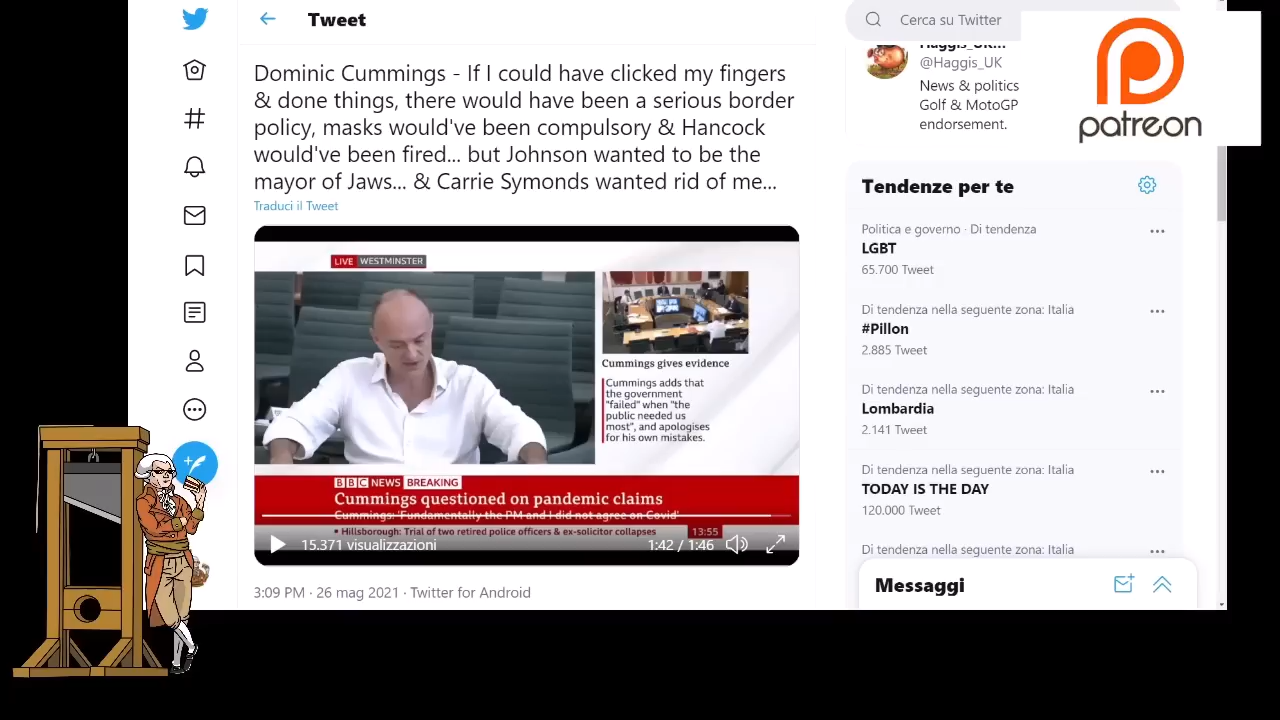 Tweet
Dominic Cummings - If I could have clicked my fingers
& done things, there would have been a serious border
policy, masks would've been compulsory & Hancock
would've been fired... but Johnson wanted to be the
mayor of Jaws... & Carrie Symonds wanted rid of me...
Traduci il Tweet
LIVE WESTMINSTER
Cummings gives evidence
Cummings adds that
the government
"failed" when "the
public needed us
most", and apologises
for his own mistakes.
BBC NEWS BREAKING
Cummings questioned on pandemic claims
Cummings: 'Fundamentally the PM and I did not agree on Covid'
• Hillsborough: Trial of two retired police officers & ex-solicitor collapses 13:55
15.371 visualizzazioni
1:42 / 1:46
3:09 PM · 26 mag 2021 · Twitter for Android
Cerca su Twitter
Haggis_UK...
@Haggis_UK
News & politics
Golf & MotoGP
endorsement.
patreon
Tendenze per te
Politica e governo · Di tendenza
LGBT
65.700 Tweet
Di tendenza nella seguente zona: Italia
#Pillon
2.885 Tweet
Di tendenza nella seguente zona: Italia
Lombardia
2.141 Tweet
Di tendenza nella seguente zona: Italia
TODAY IS THE DAY
120.000 Tweet
Di tendenza nella seguente zona: Italia
Messaggi